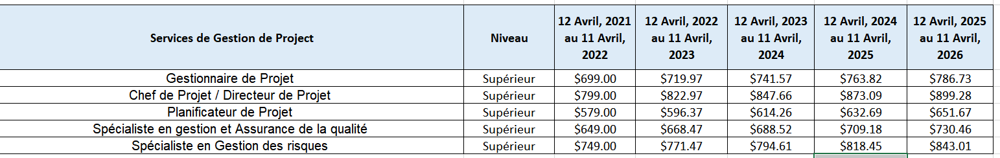 Services de Gestion de Project Niveau 12 Avril, 2021 au 11 Avril, 2022 12 Avril, 2022 au 11 Avril, 2023 12 Avril, 2023 au 11 Avril, 2024 12 Avril, 2024 au 11 Avril, 2025 12 Avril, 2025 au 11 Avril, 2026
Gestionnaire de Projet Supérieur $699.00 $719.97 $741.57 $763.82 $786.73
Chef de Projet / Directeur de Projet Supérieur $799.00 $822.97 $847.66 $873.09 $899.28
Planificateur de Projet Supérieur $579.00 $596.37 $614.26 $632.69 $651.67
Spécialiste en gestion et Assurance de la qualité Supérieur $649.00 $668.47 $688.52 $709.18 $730.46
Spécialiste en Gestion des risques Supérieur $749.00 $771.47 $794.61 $818.45 $843.01